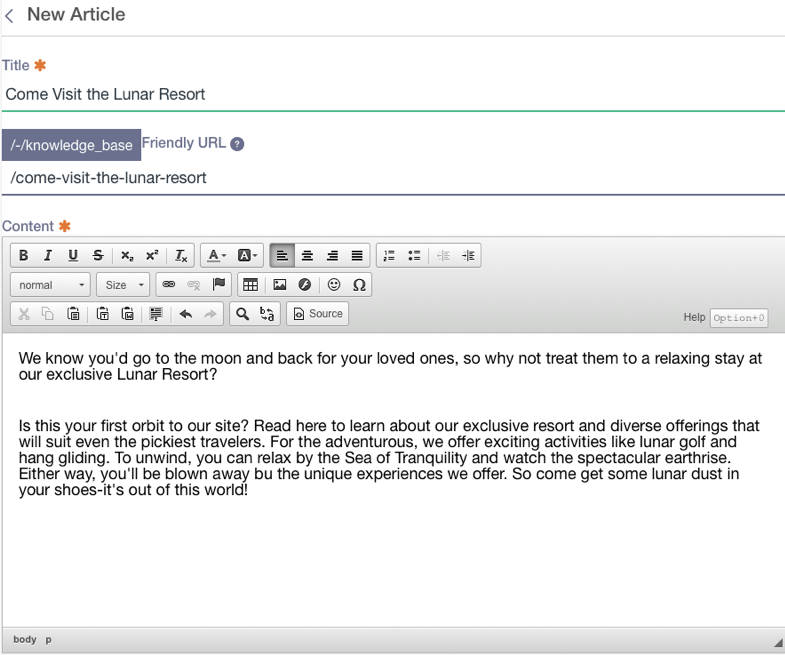 New Article
Title
Come Visit the Lunar Resort
/-/knowledge_base Friendly URL ?
/come-visit-the-lunar-resort
Content
B I U S x₂ x² Tx A A
normal Size Ω
Source Help Option+0
We know you'd go to the moon and back for your loved ones, so why not treat them to a relaxing stay at
our exclusive Lunar Resort?
Is this your first orbit to our site? Read here to learn about our exclusive resort and diverse offerings that
will suit even the pickiest travelers. For the adventurous, we offer exciting activities like lunar golf and
hang gliding. To unwind, you can relax by the Sea of Tranquility and watch the spectacular earthrise.
Either way, you'll be blown away bu the unique experiences we offer. So come get some lunar dust in
your shoes-it's out of this world!
body p